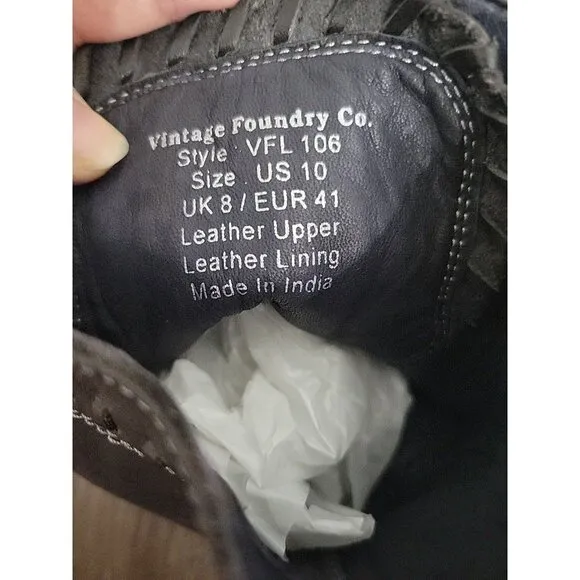 Vintage Foundry Co.
Style VFL 106
Size US 10
UK 8 / EUR 41
Leather Upper
Leather Lining
Made In India